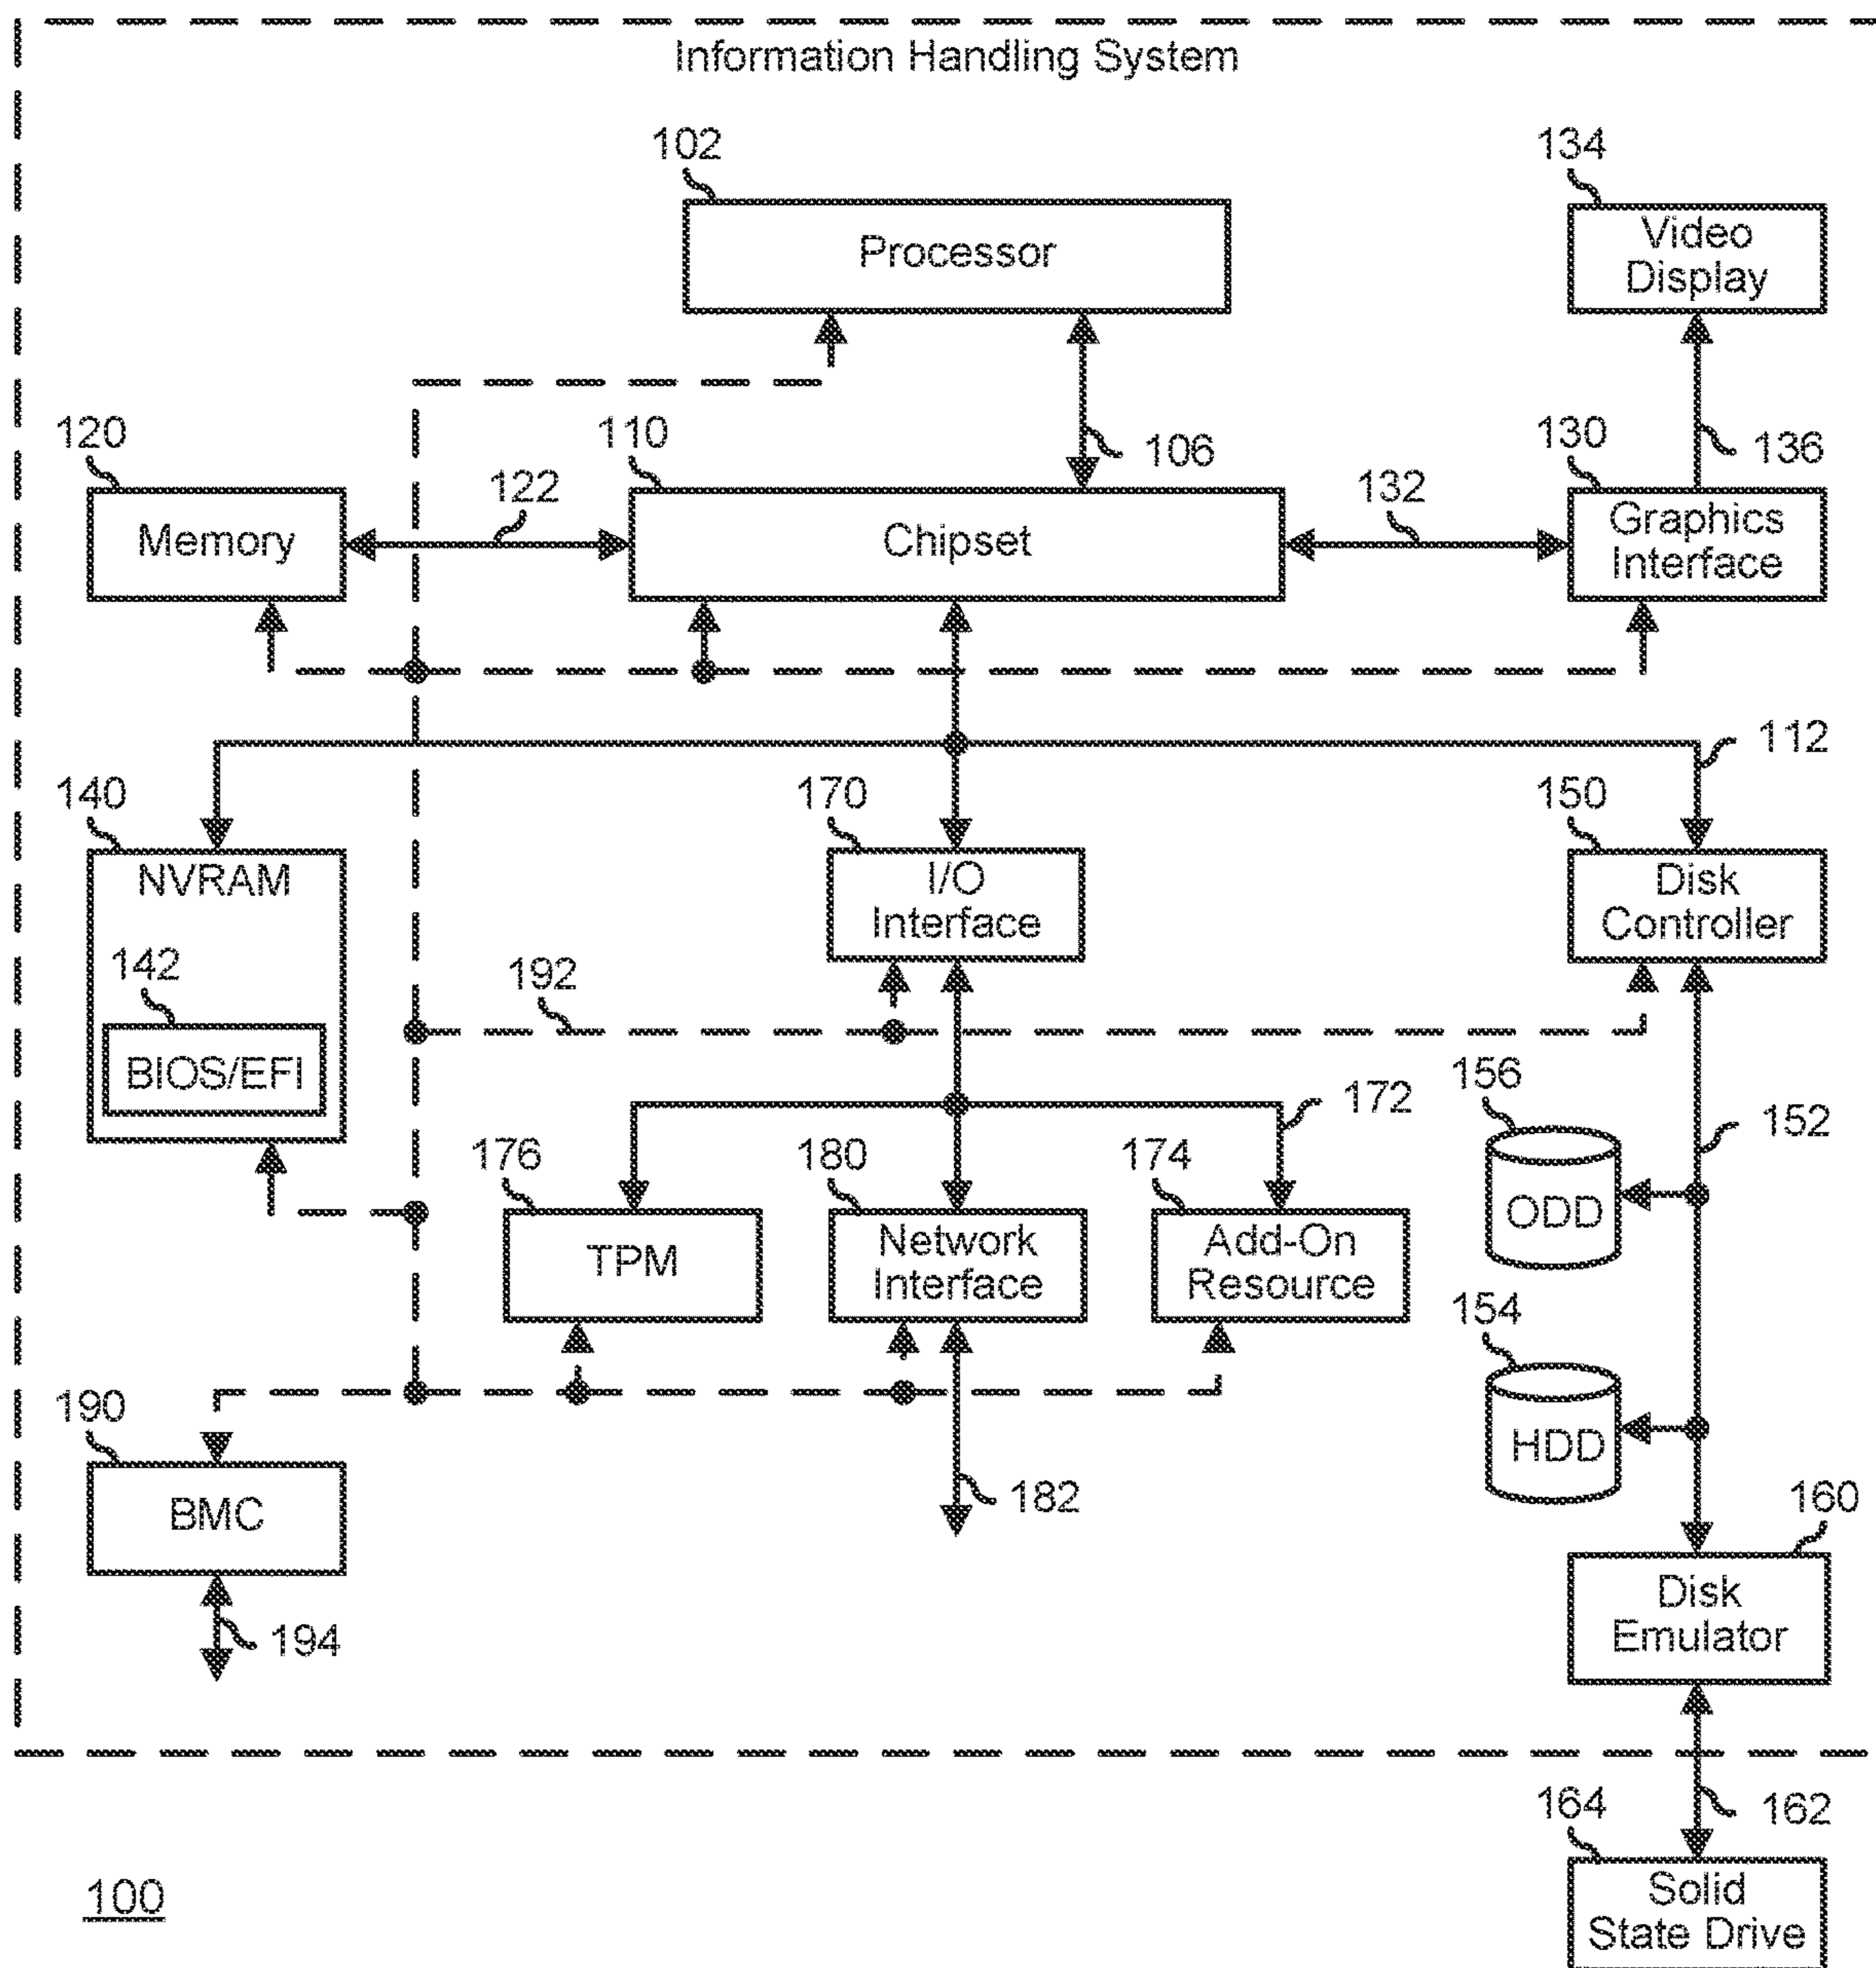 Information Handling System
102
Processor
134
Video
Display
106
136
120
Memory
122
110
Chipset
132
130
Graphics
Interface
112
140
NVRAM
142
BIOS/EFI
170
I/O
Interface
150
Disk
Controller
192
172
156
ODD
152
176
TPM
180
Network
Interface
174
Add-On
Resource
154
HDD
190
BMC
194
182
160
Disk
Emulator
162
164
Solid
State Drive
100